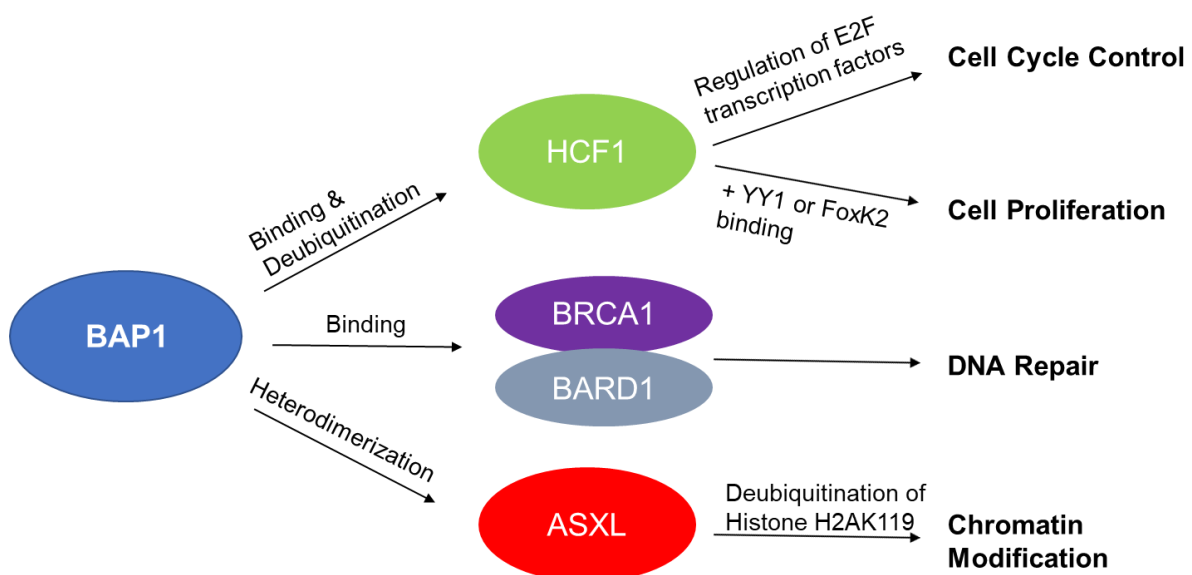 BAP1
Binding &
Deubiquitination
HCF1
Regulation of E2F
transcription factors
Cell Cycle Control
+ YY1 or FoxK2
binding
Cell Proliferation
Binding
BRCA1
BARD1
DNA Repair
Heterodimerization
ASXL
Deubiquitination of
Histone H2AK119
Chromatin
Modification